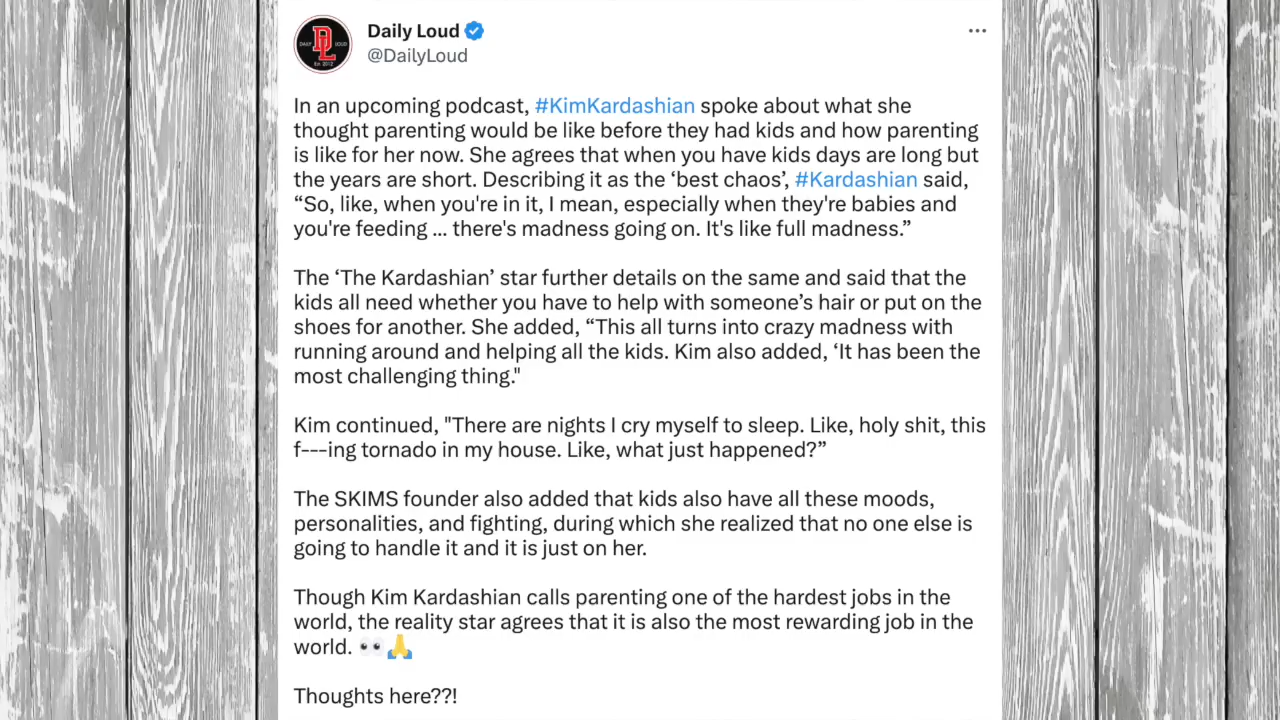 Daily Loud
@DailyLoud
In an upcoming podcast, #KimKardashian spoke about what she
thought parenting would be like before they had kids and how parenting
is like for her now. She agrees that when you have kids days are long but
the years are short. Describing it as the ‘best chaos’, #Kardashian said,
“So, like, when you're in it, I mean, especially when they're babies and
you're feeding ... there's madness going on. It's like full madness.”
The ‘The Kardashian’ star further details on the same and said that the
kids all need whether you have to help with someone’s hair or put on the
shoes for another. She added, “This all turns into crazy madness with
running around and helping all the kids. Kim also added, ‘It has been the
most challenging thing."
Kim continued, "There are nights I cry myself to sleep. Like, holy shit, this
f---ing tornado in my house. Like, what just happened?”
The SKIMS founder also added that kids also have all these moods,
personalities, and fighting, during which she realized that no one else is
going to handle it and it is just on her.
Though Kim Kardashian calls parenting one of the hardest jobs in the
world, the reality star agrees that it is also the most rewarding job in the
world. 👀🙏
Thoughts here??!